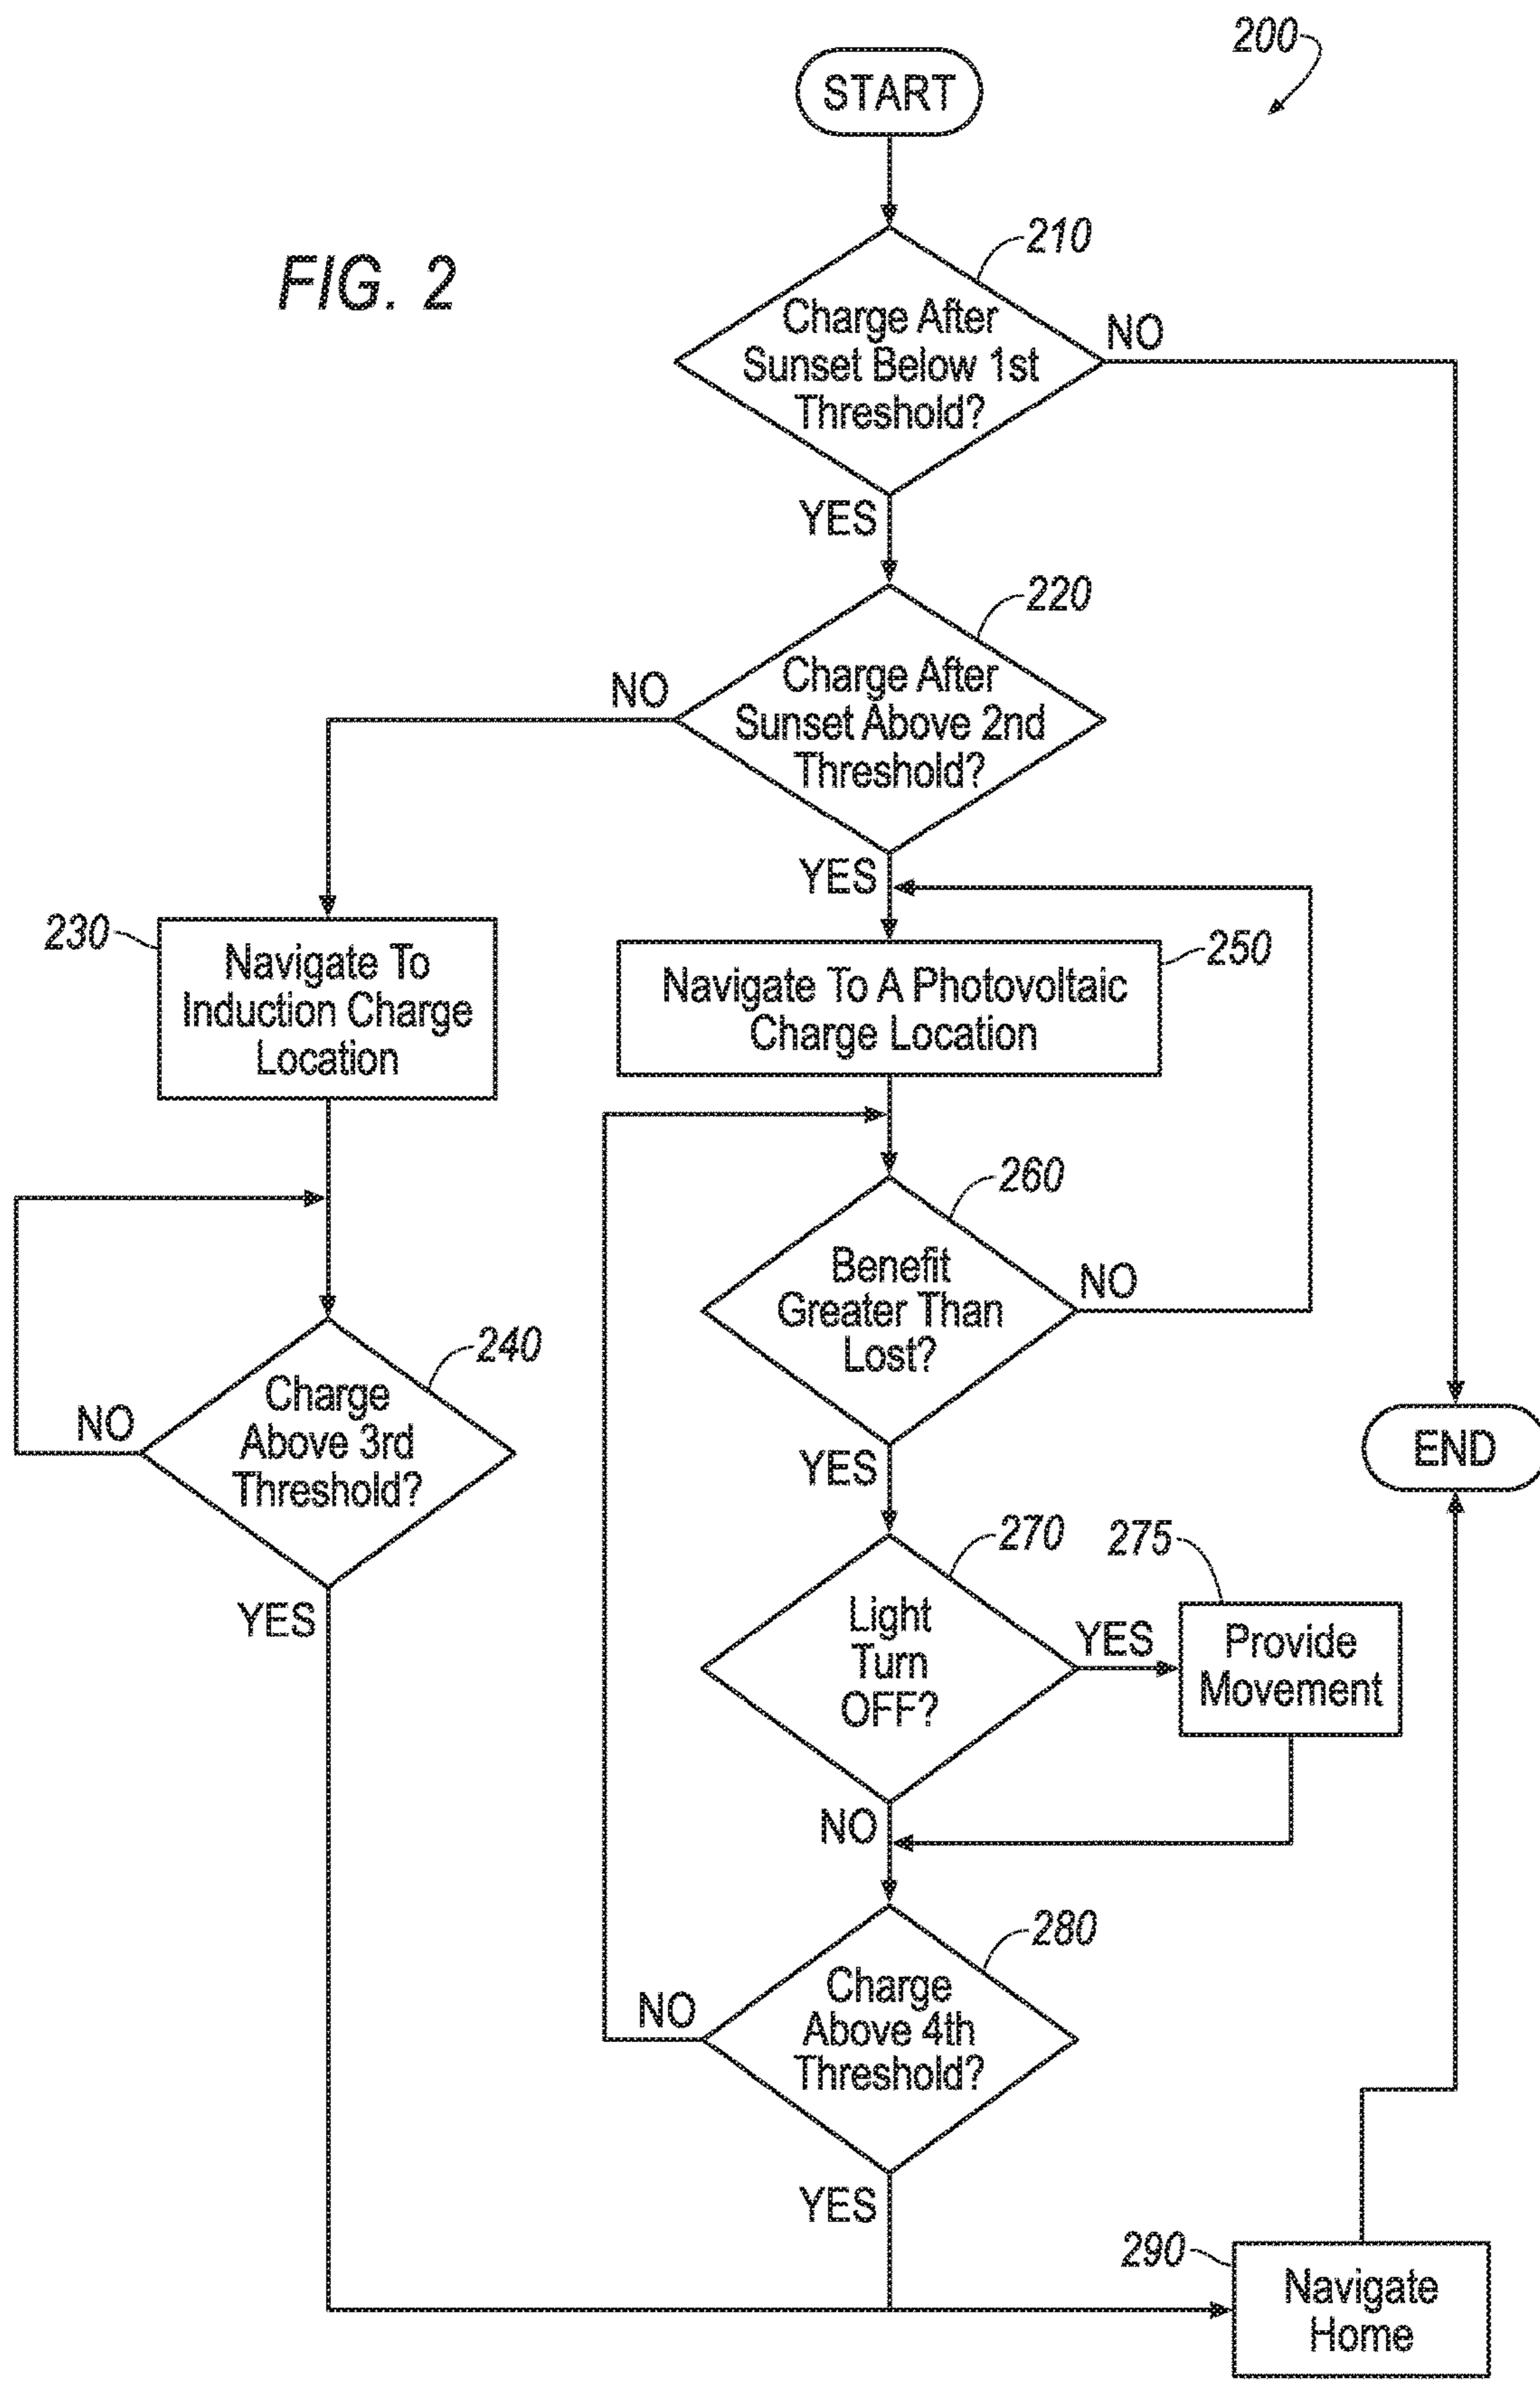 200
START
FIG. 2
210
Charge After
Sunset Below 1st
Threshold?
NO
YES
220
Charge After
Sunset Above 2nd
Threshold?
NO
YES
230
Navigate To
Induction Charge
Location
250
Navigate To A Photovoltaic
Charge Location
260
Benefit
Greater Than
Lost?
NO
YES
240
Charge
Above 3rd
Threshold?
NO
YES
END
270
Light
Turn
OFF?
YES
NO
275
Provide
Movement
280
Charge
Above 4th
Threshold?
NO
YES
290
Navigate
Home